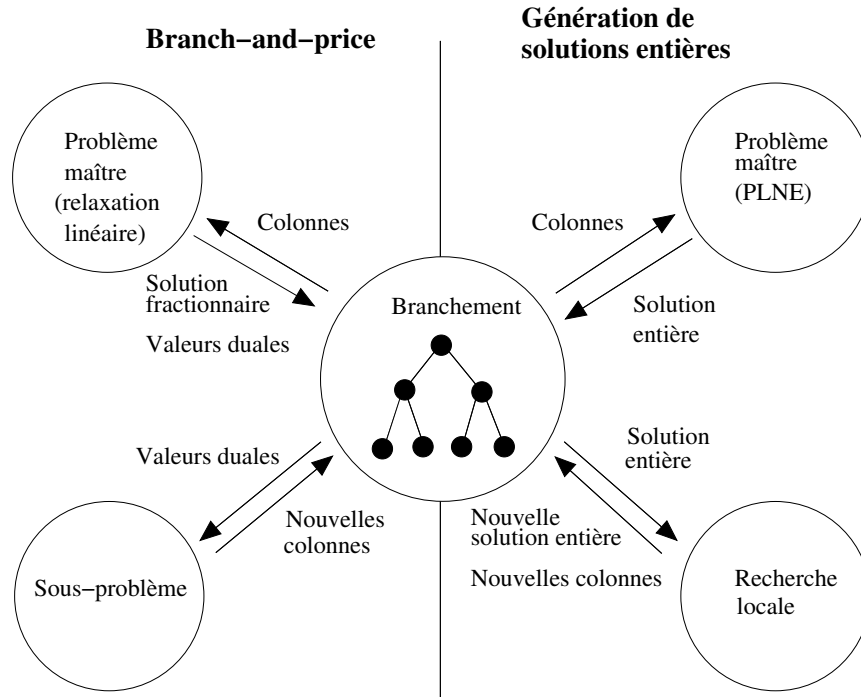 Branch−and−price
Génération de
solutions entières
Problème
maître
(relaxation
linéaire)
Colonnes
Solution
fractionnaire
Valeurs duales
Branchement
Colonnes
Solution
entière
Problème
maître
(PLNE)
Valeurs duales
Nouvelles
colonnes
Sous−problème
Solution
entière
Nouvelle
solution entière
Nouvelles colonnes
Recherche
locale